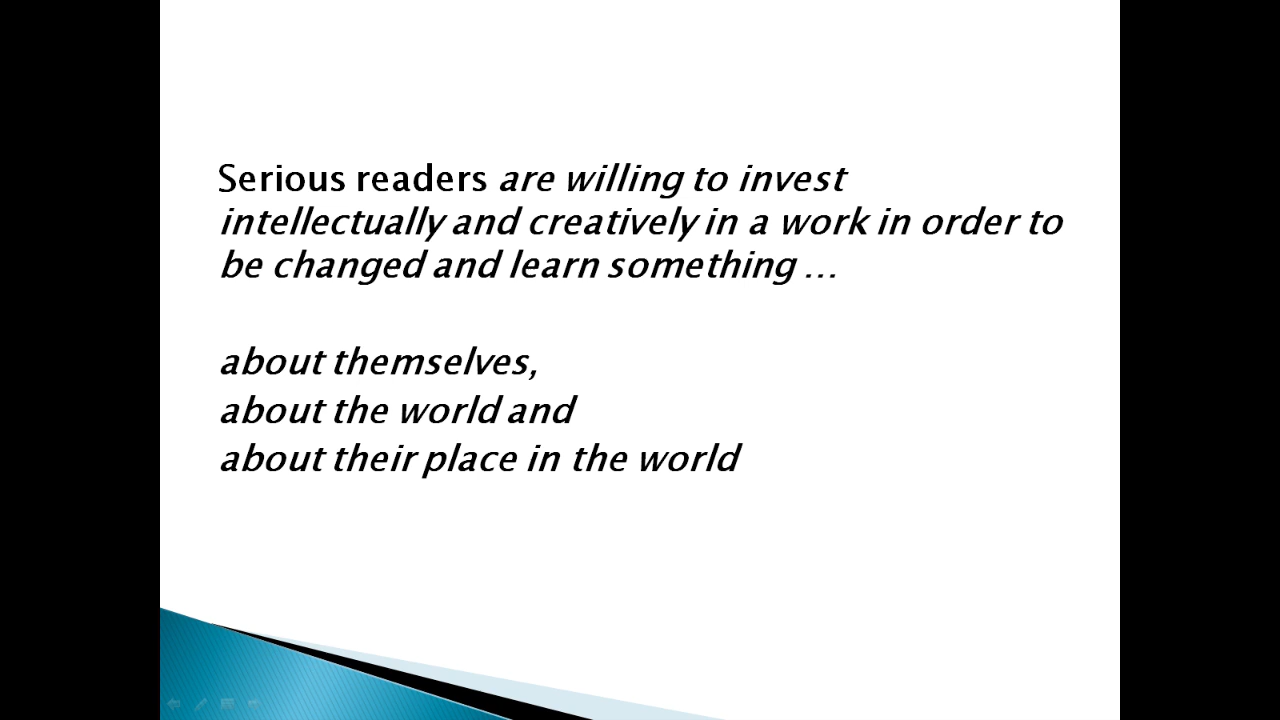 Serious readers are willing to invest
intellectually and creatively in a work in order to
be changed and learn something …
about themselves,
about the world and
about their place in the world